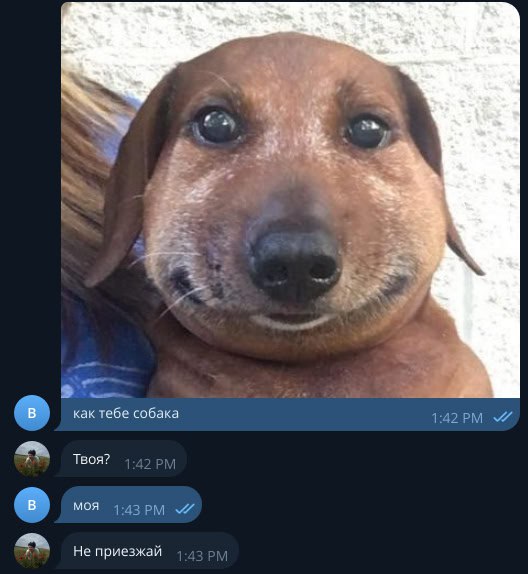 как тебе собака
1:42 PM
В
Твоя?
1:42 PM
В
моя
1:43 PM
Не приезжай
1:43 PM